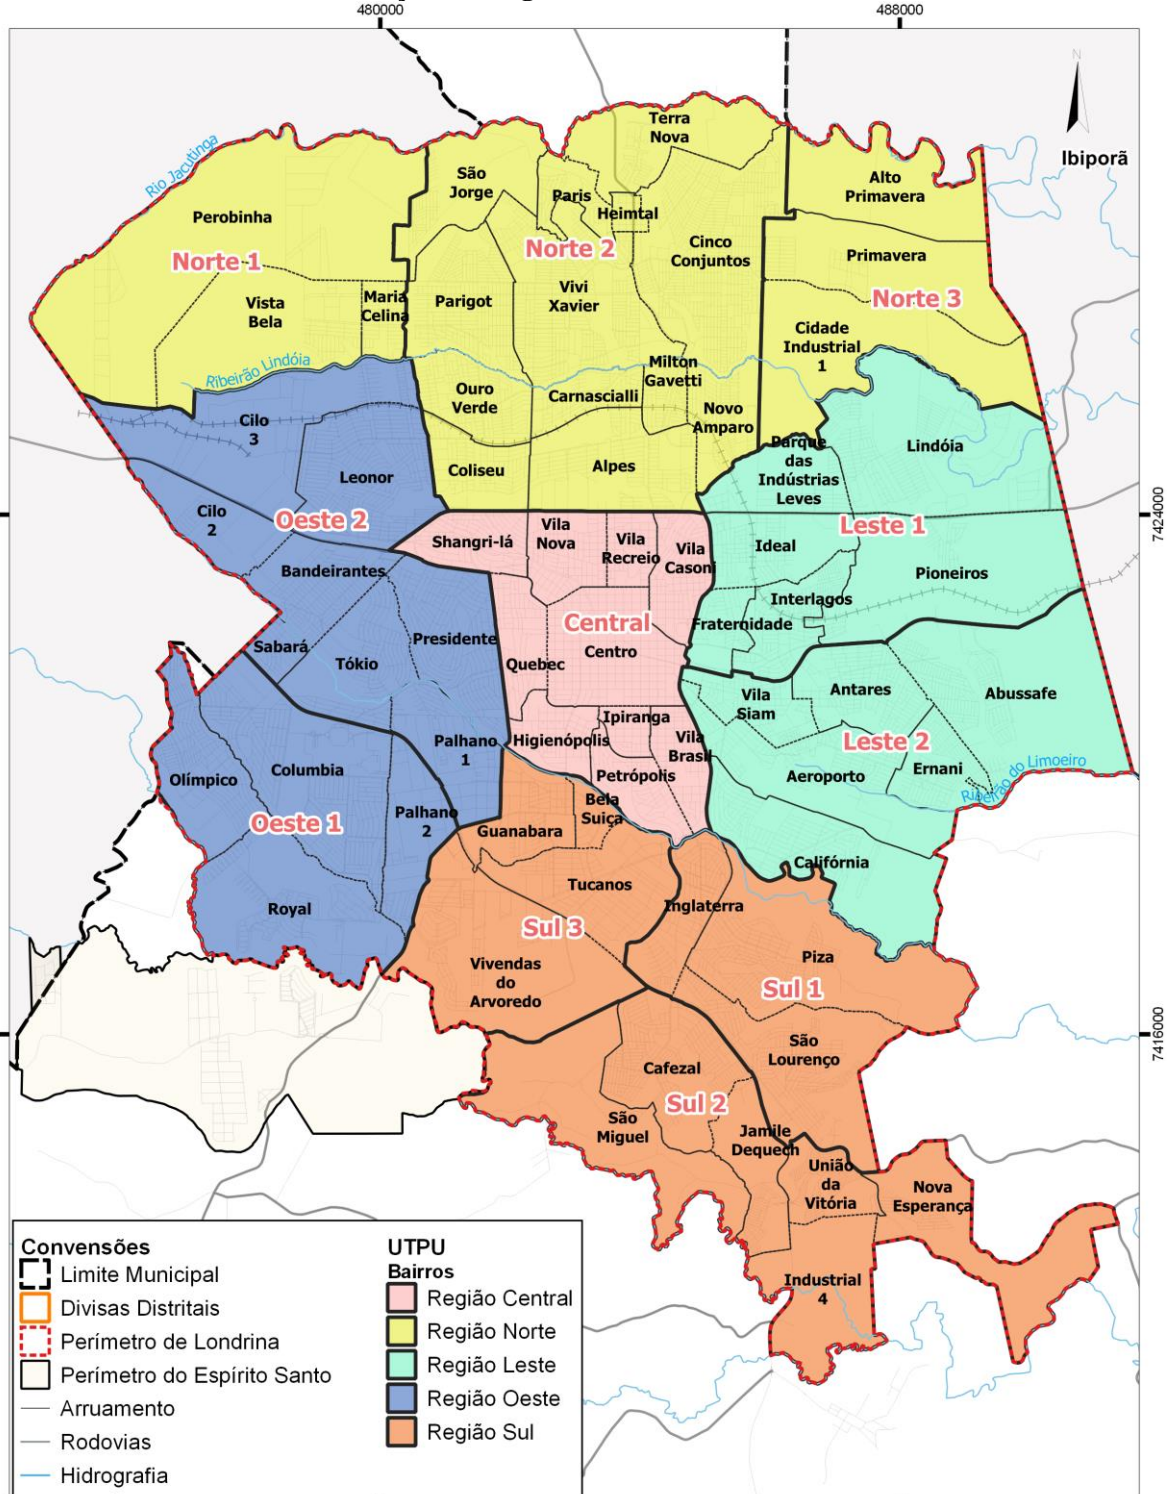 480000
488000
N
Ibiporã
Rio Jacutinga
Terra
Nova
São
Jorge
Paris
Heimtal
Alto
Primavera
Perobinha
Norte 1
Norte 2
Cinco
Conjuntos
Primavera
Norte 3
Vista
Bela
Maria
Celina
Parigot
Vivi
Xavier
Cidade
Industrial
1
Ribeirão Lindóia
Milton
Gavetti
Ouro
Verde
Carnascialli
Novo
Amparo
Cilo
3
Leonor
Coliseu
Alpes
Parque
das
Indústrias
Leves
Lindóia
Cilo
2
Oeste 2
Leste 1
7424000
Shangri-lá
Vila
Nova
Vila
Recreio
Vila
Casoni
Ideal
Bandeirantes
Pioneiros
Interlagos
Central
Fraternidade
Sabará
Tókio
Presidente
Quebec
Centro
Vila
Siam
Antares
Abussafe
Ipiranga
Higienópolis
Vila
Brasil
Leste 2
Palhano
1
Petrópolis
Aeroporto
Ernani
Ribeirão do Limoeiro
Olímpico
Columbia
Oeste 1
Palhano
2
Guanabara
Bela
Suiça
Califórnia
Tucanos
Inglaterra
Royal
Sul 3
Vivendas
do
Arvoredo
Piza
Sul 1
7416000
São
Lourenço
Cafezal
Sul 2
São
Miguel
Jamile
Dequech
União
da
Vitória
Nova
Esperança
Industrial
4
Convensões
Limite Municipal
Divisas Distritais
Perímetro de Londrina
Perímetro do Espírito Santo
Arruamento
Rodovias
Hidrografia
UTPU
Bairros
Região Central
Região Norte
Região Leste
Região Oeste
Região Sul